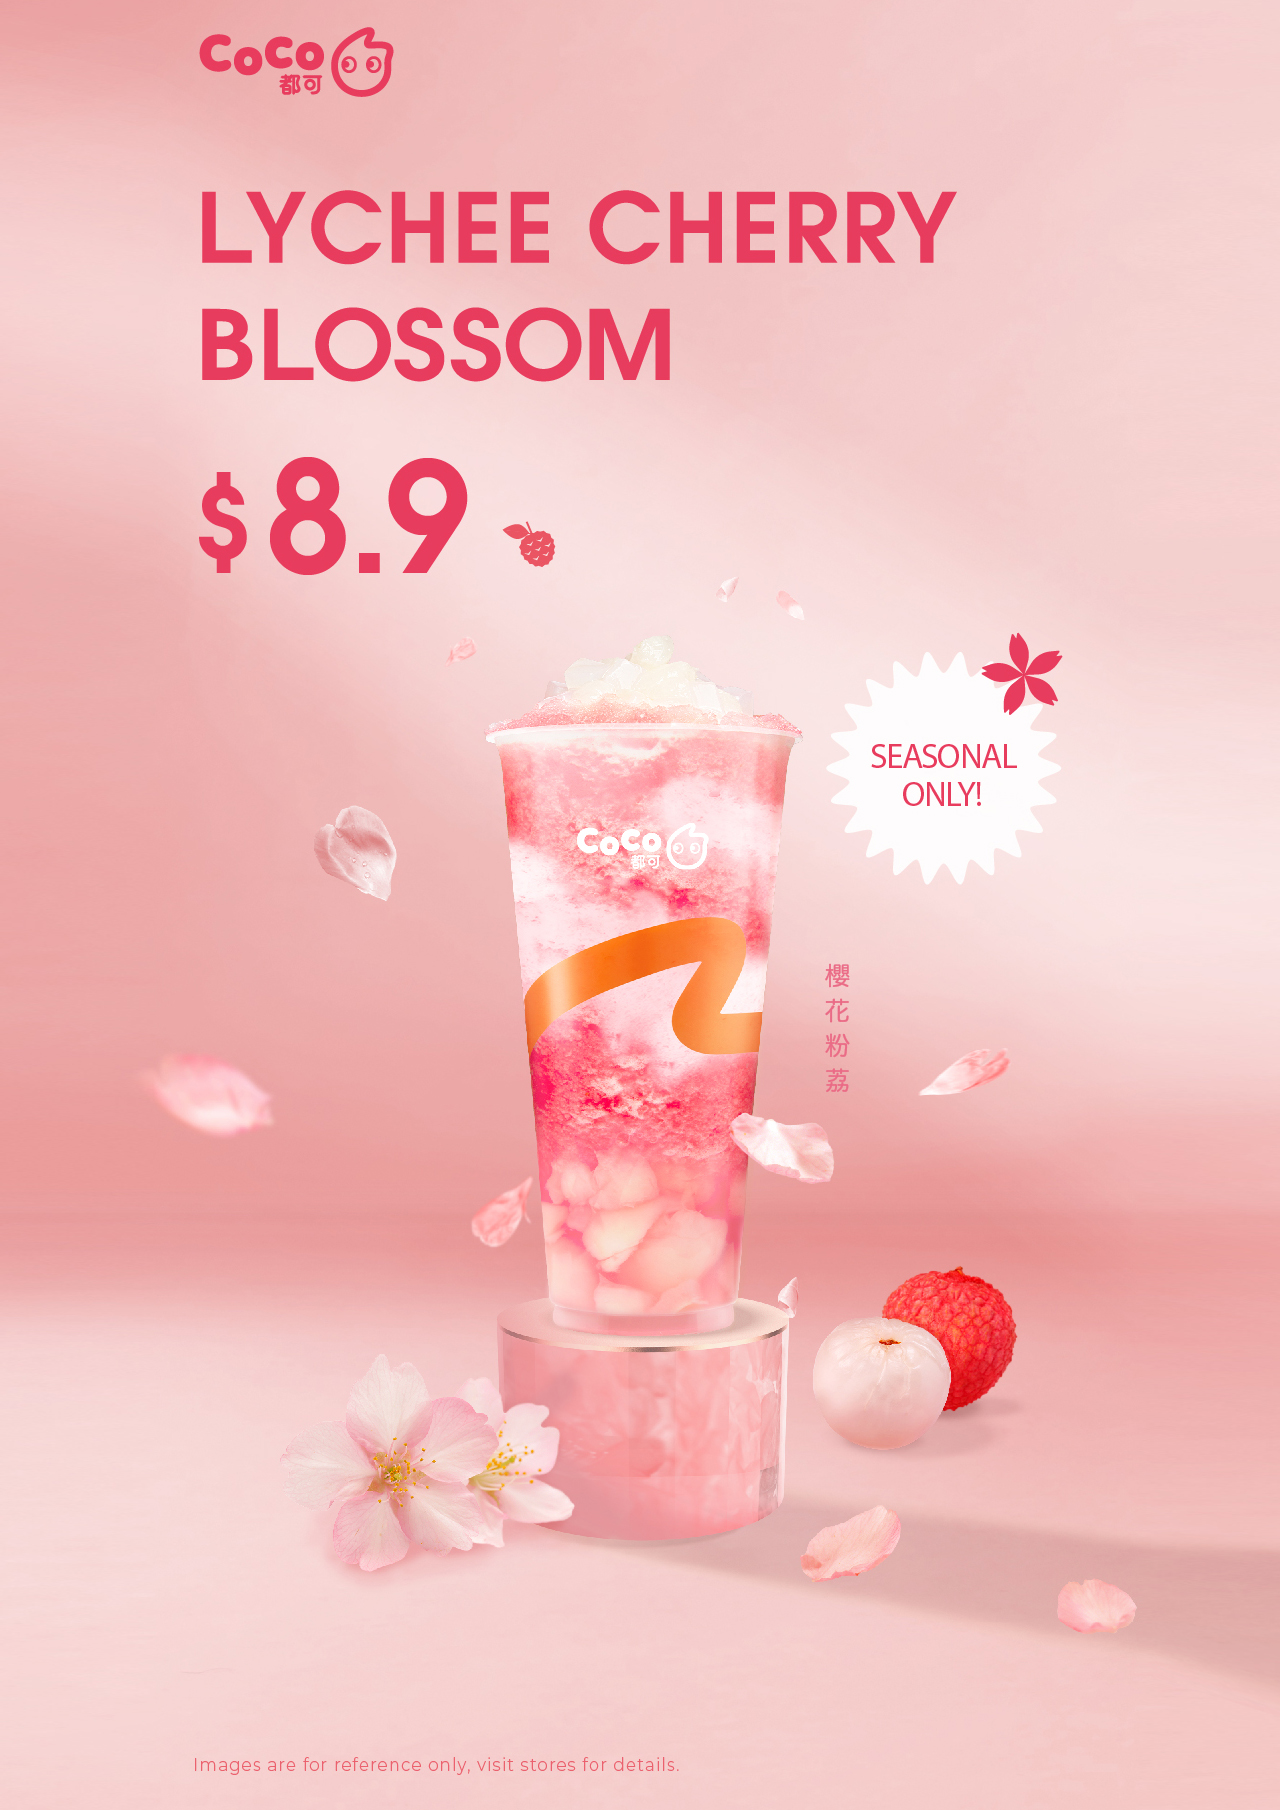 CoCo
都可
LYCHEE CHERRY
BLOSSOM
$8.9
SEASONAL
ONLY!
CoCo
都可
櫻花粉荔
Images are for reference only, visit stores for details.